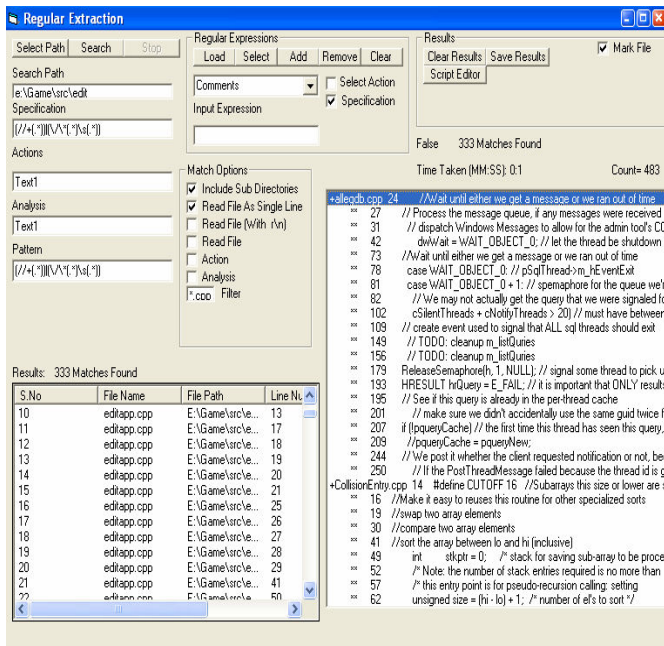 Regular Extraction
Select Path Search Stop
Search Path
e:\Game\src\edit
Specification
(//+(.*))|(\/\*(.*)\s(.*))
Actions
Text1
Analysis
Text1
Pattern
(//+(.*))|(\/\*(.*)\s(.*))
Regular Expressions
Load Select Add Remove Clear
Comments
Select Action
Specification
Input Expression
Match Options
Include Sub Directories
Read File As Single Line
Read File (With r\n)
Read File
Action
Analysis
*.cpp Filter
Results
Clear Results Save Results
Mark File
Script Editor
False 333 Matches Found
Time Taken (MM:SS): 0:1 Count= 483
+allegdb.cpp 24 //Wait until either we get a message or we ran out of time
" 27 // Process the message queue, if any messages were received
" 31 // dispatch Windows Messages to allow for the admin tool's CO
" 42 dwWait = WAIT_OBJECT_0; // let the thread be shutdown
" 73 //Wait until either we get a message or we ran out of time
" 78 case WAIT_OBJECT_0: // pSqlThread->m_hEventExit
" 81 case WAIT_OBJECT_0 + 1: // spemaphore for the queue we'r
" 82 // We may not actually get the query that we were signaled fo
" 102 cSilentThreads + cNotifyThreads > 20) // must have between
" 109 // create event used to signal that ALL sql threads should exit
" 149 // TODO: cleanup m_listQuries
" 156 // TODO: cleanup m_listQuries
" 179 ReleaseSemaphore(h, 1, NULL); // signal some thread to pick u
" 193 HRESULT hrQuery = E_FAIL; // it is important that ONLY results
" 195 // See if this query is already in the per-thread cache
" 201 // make sure we didn't accidentally use the same guid twice f
" 207 if (!pqueryCache) // the first time this thread has seen this query,
" 209 //pqueryCache = pqueryNew;
" 244 // We post it whether the client requested notification or not, bec
" 250 // If the PostThreadMessage failed because the thread id is g
+CollisionEntry.cpp 14 #define CUTOFF 16 //Subarrays this size or lower are s
" 16 //Make it easy to reuses this routine for other specialized sorts
" 19 //swap two array elements
" 30 //compare two array elements
" 41 //sort the array between lo and hi (inclusive)
" 49 int stkptr = 0; /* stack for saving sub-array to be proce
" 52 /* Note: the number of stack entries required is no more than
" 57 /* this entry point is for pseudo-recursion calling: setting
" 62 unsigned size = (hi - lo) + 1; /* number of el's to sort */
Results: 333 Matches Found
S.No File Name File Path Line Nu
10 editapp.cpp E:\Game\src\e... 13
11 editapp.cpp E:\Game\src\e... 17
12 editapp.cpp E:\Game\src\e... 18
13 editapp.cpp E:\Game\src\e... 19
14 editapp.cpp E:\Game\src\e... 20
15 editapp.cpp E:\Game\src\e... 21
16 editapp.cpp E:\Game\src\e... 25
17 editapp.cpp E:\Game\src\e... 26
18 editapp.cpp E:\Game\src\e... 27
19 editapp.cpp E:\Game\src\e... 28
20 editapp.cpp E:\Game\src\e... 29
21 editapp.cpp E:\Game\src\e... 41
22 editapp.cpp E:\Game\src\e... 50